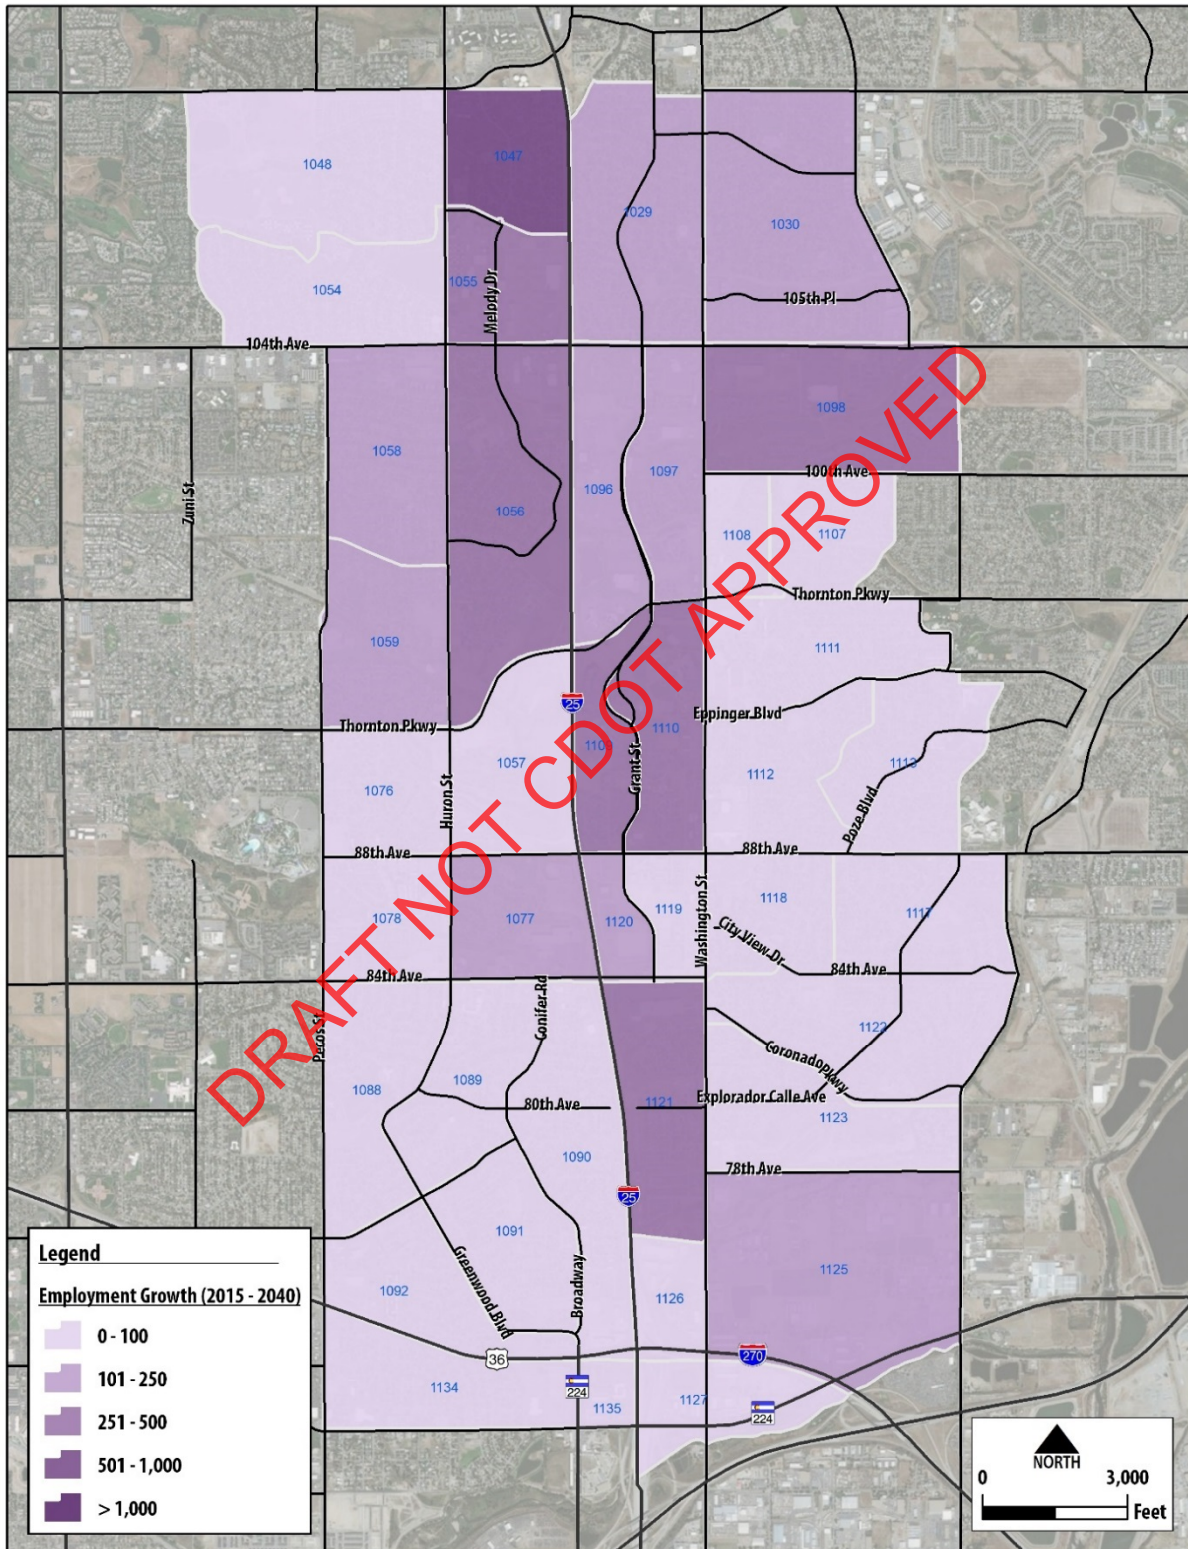 1048
1047
1029
1030
1054
1055
Melody Dr
105th Pl
104th Ave
1058
1056
1096
1097
1098
100th Ave
Zuni St
1108
1107
Thornton Pkwy
1059
1111
Thornton Pkwy
25
Eppinger Blvd
1057
1109
1110
Grant St
1076
Huron St
1112
1113
Poze Blvd
88th Ave
88th Ave
1078
1077
1120
1119
Washington St
1118
City View Dr
1117
84th Ave
84th Ave
Conifer Rd
Pecos St
1122
Coronado Pkwy
1088
1089
80th Ave
1121
Explorador Calle Ave
1123
1090
78th Ave
25
1091
1092
Greenwood Blvd
Broadway
1126
1125
36
270
1134
224
1135
1127
224
DRAFT NOT CDOT APPROVED
Legend
Employment Growth (2015 - 2040)
0 - 100
101 - 250
251 - 500
501 - 1,000
> 1,000
NORTH
0 3,000
Feet